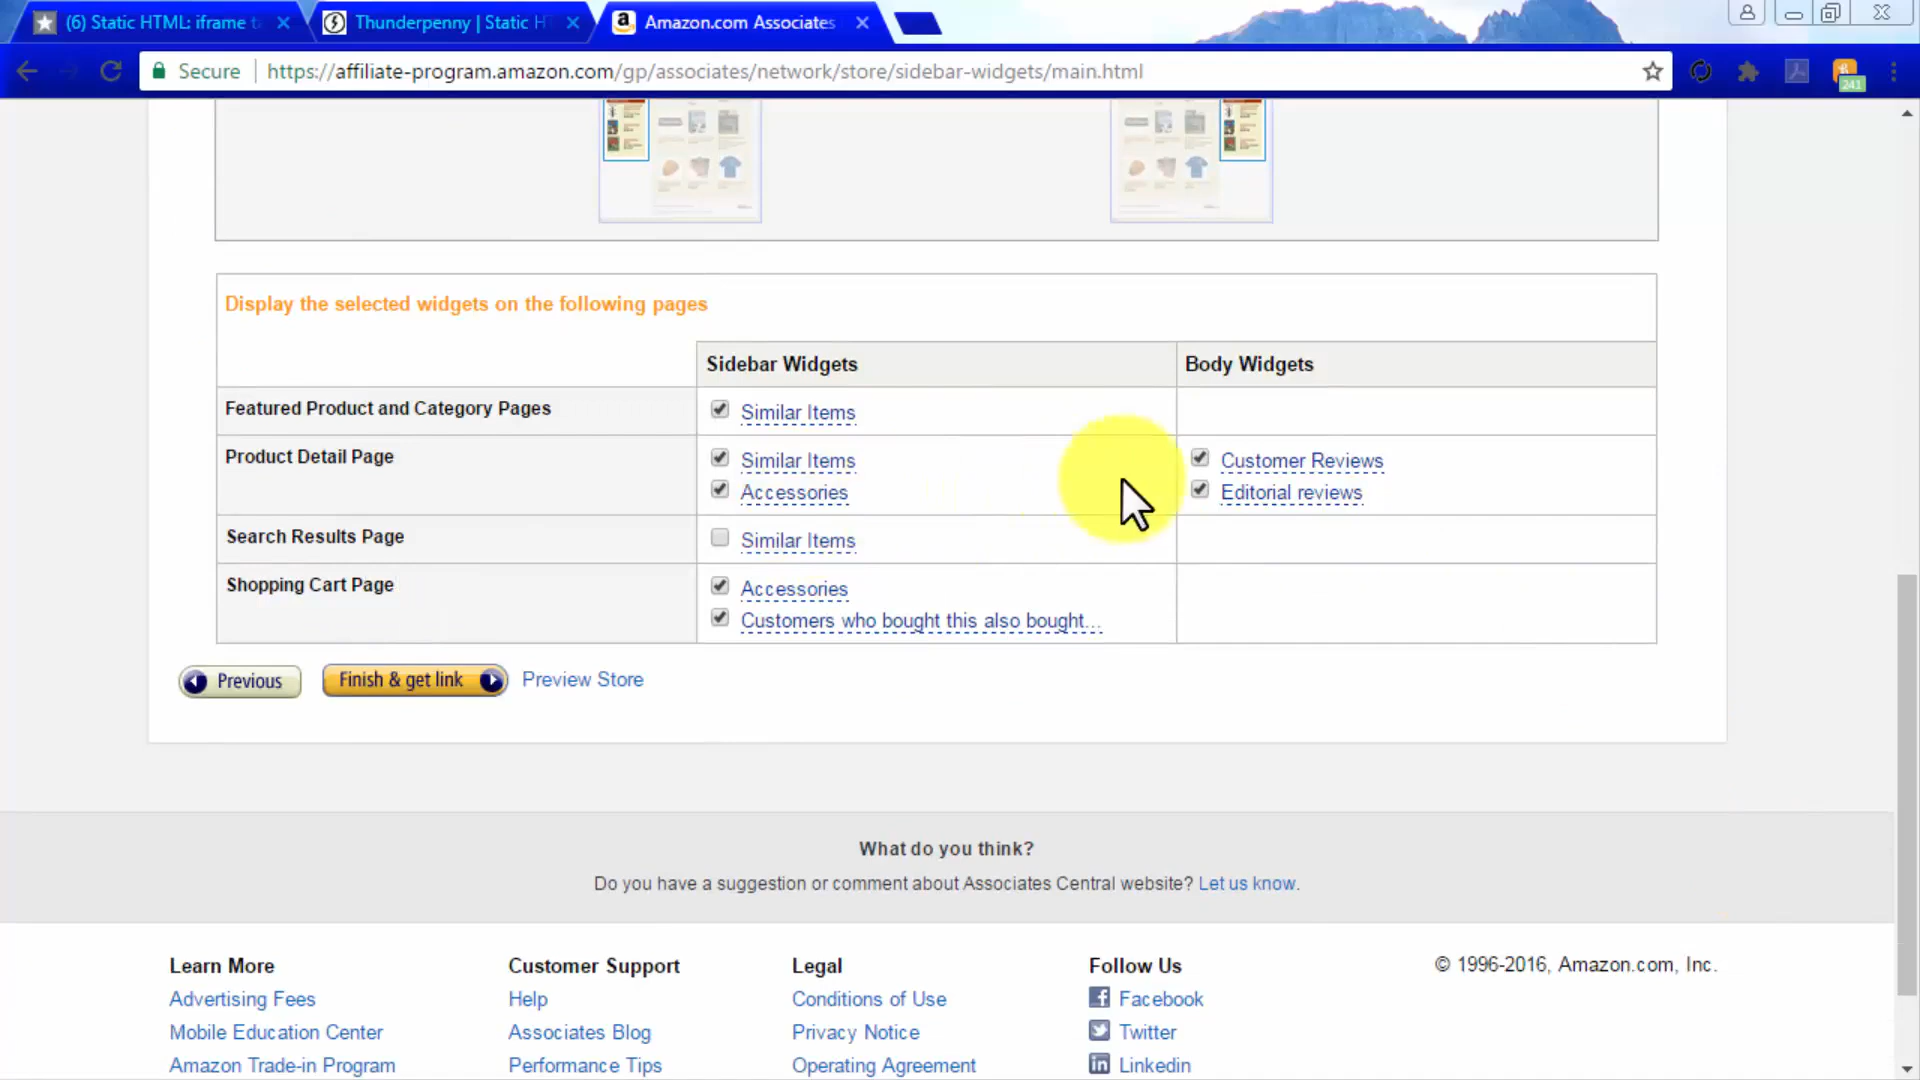 (6) Static HTML: iframe t
Thunderpenny | Static H
Amazon.com Associates
Secure
https://affiliate-program.amazon.com/gp/associates/network/store/sidebar-widgets/main.html
241
Display the selected widgets on the following pages
Sidebar Widgets
Body Widgets
Featured Product and Category Pages
Similar Items
Product Detail Page
Similar Items
Customer Reviews
Accessories
Editorial reviews
Search Results Page
Similar Items
Shopping Cart Page
Accessories
Customers who bought this also bought...
Previous
Finish & get link
Preview Store
What do you think?
Do you have a suggestion or comment about Associates Central website? Let us know.
Learn More
Customer Support
Legal
Follow Us
© 1996-2016, Amazon.com, Inc.
Advertising Fees
Help
Conditions of Use
Facebook
Mobile Education Center
Associates Blog
Privacy Notice
Twitter
Amazon Trade-in Program
Performance Tips
Operating Agreement
Linkedin